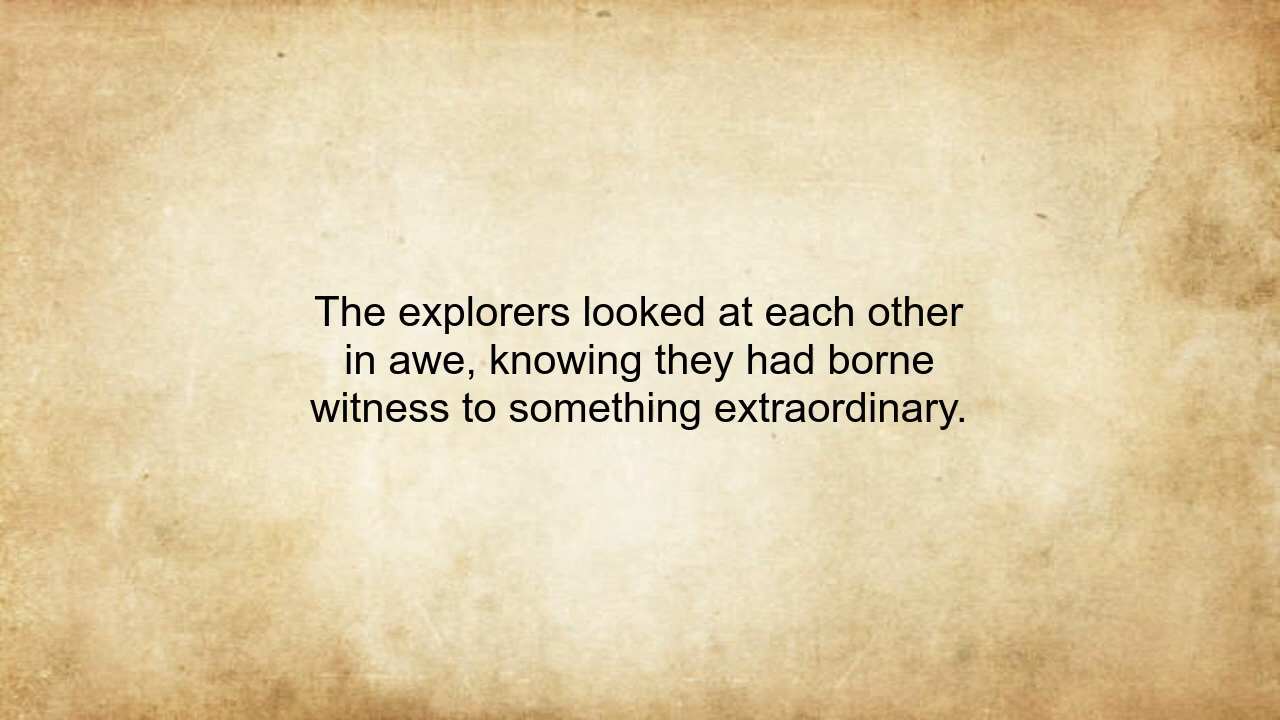 The explorers looked at each other
in awe, knowing they had borne
witness to something extraordinary.